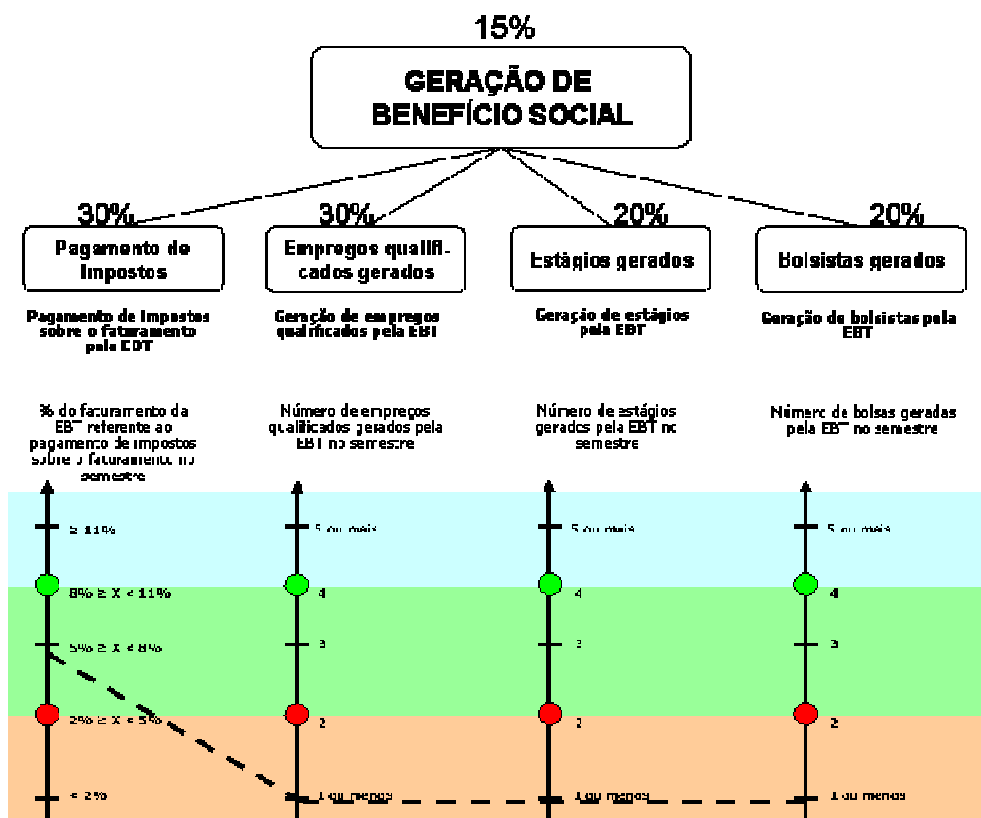 15%
GERAÇÃO DE
BENEFÍCIO SOCIAL
30%
Pagamento de
Impostos
30%
Empregos qualifi-
cados gerados
20%
Estágios gerados
20%
Bolsistas gerados
Pagamento de Impostos
sobre o faturamento
pela EBT
Geração de empregos
qualificados pela EBT
Geração de estágios
pela EBT
Geração de bolsistas pela
EBT
% do faturamento da
EBT referente ao
pagamento de impostos
sobre o faturamento no
semestre
Número de empregos
qualificados gerados pela
EBT no semestre
Número de estágios
gerados pela EBT no
semestre
Número de bolsas geradas
pela EBT no semestre
≥ 11%
5 ou mais
5 ou mais
5 ou mais
8% ≥ X < 11%
4
4
4
5% ≥ X < 8%
3
3
3
2% ≥ X < 5%
2
2
2
< 2%
1 ou menos
1 ou menos
1 ou menos